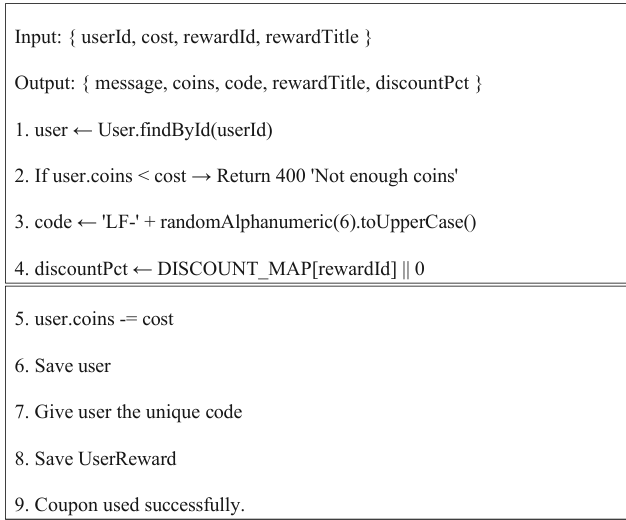 Input: { userId, cost, rewardId, rewardTitle }
Output: { message, coins, code, rewardTitle, discountPct }
1. user ← User.findById(userId)
2. If user.coins < cost → Return 400 'Not enough coins'
3. code ← 'LF-' + randomAlphanumeric(6).toUpperCase()
4. discountPct ← DISCOUNT_MAP[rewardId] || 0
5. user.coins -= cost
6. Save user
7. Give user the unique code
8. Save UserReward
9. Coupon used successfully.